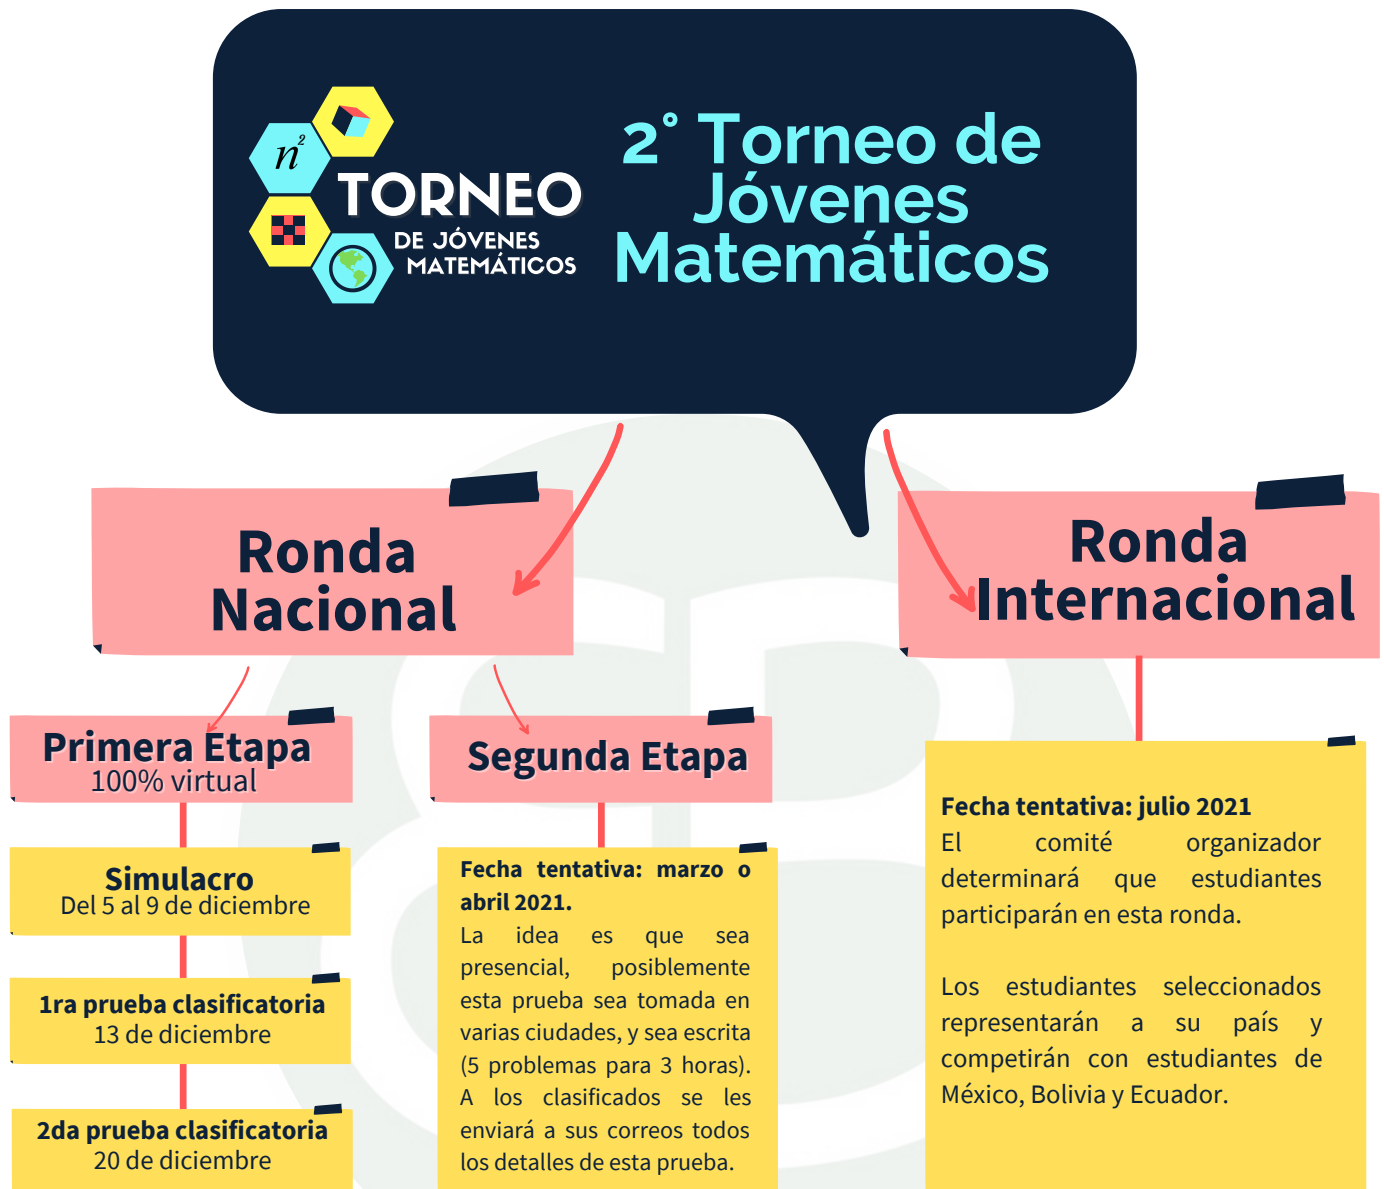 n²
TORNEO
DE JÓVENES
MATEMÁTICOS
2° Torneo de
Jóvenes
Matemáticos
Ronda
Nacional
Ronda
Internacional
Primera Etapa
100% virtual
Simulacro
Del 5 al 9 de diciembre
1ra prueba clasificatoria
13 de diciembre
2da prueba clasificatoria
20 de diciembre
Segunda Etapa
Fecha tentativa: marzo o
abril 2021.
La idea es que sea
presencial, posiblemente
esta prueba sea tomada en
varias ciudades, y sea escrita
(5 problemas para 3 horas).
A los clasificados se les
enviará a sus correos todos
los detalles de esta prueba.
Fecha tentativa: julio 2021
El comité organizador
determinará que estudiantes
participarán en esta ronda.
Los estudiantes seleccionados
representarán a su país y
competirán con estudiantes de
México, Bolivia y Ecuador.